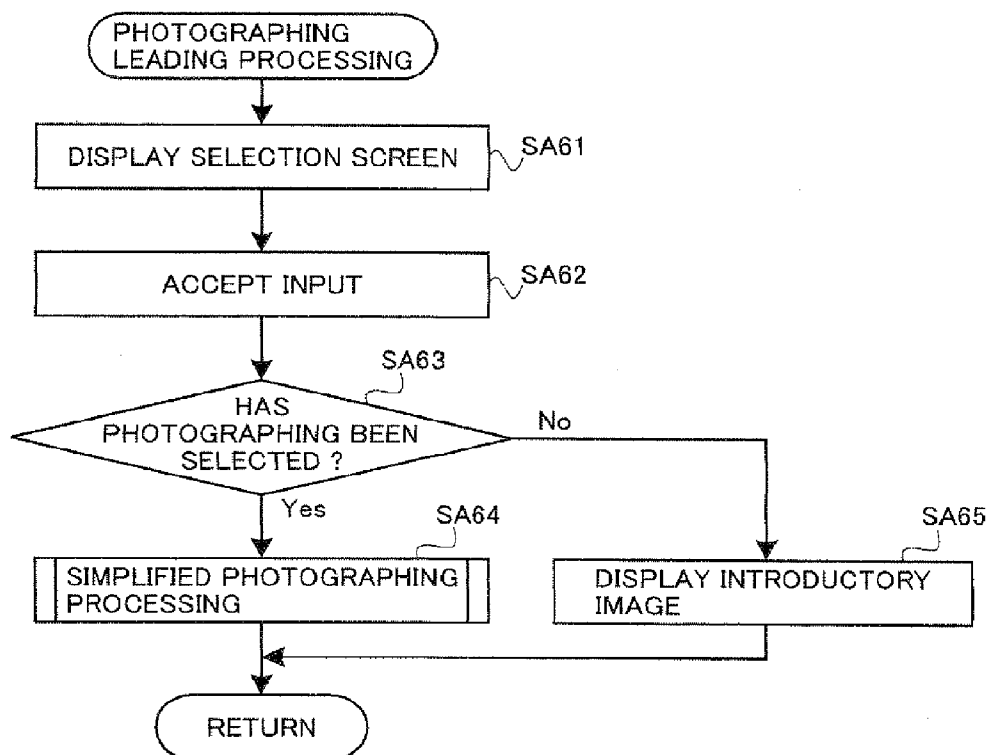 PHOTOGRAPHING
LEADING PROCESSING
DISPLAY SELECTION SCREEN
SA61
ACCEPT INPUT
SA62
SA63
HAS
PHOTOGRAPHING BEEN
SELECTED ?
No
Yes
SA64
SIMPLIFIED PHOTOGRAPHING
PROCESSING
SA65
DISPLAY INTRODUCTORY
IMAGE
RETURN